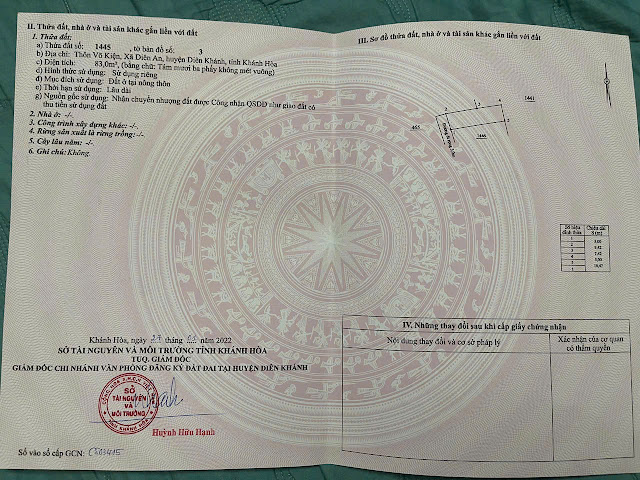 II. Thửa đất, nhà ở và tài sản khác gắn liền với đất
1. Thửa đất:
a) Thửa đất số: 1445, tờ bản đồ số: 3
b) Địa chỉ: Thôn Võ Kiện, Xã Diên An, huyện Diên Khánh, tỉnh Khánh Hòa
c) Diện tích: 83,0m², (bằng chữ: Tám mươi ba phẩy không mét vuông)
d) Hình thức sử dụng: Sử dụng riêng
đ) Mục đích sử dụng: Đất ở tại nông thôn
e) Thời hạn sử dụng: Lâu dài
g) Nguồn gốc sử dụng: Nhận chuyển nhượng đất được Công nhận QSDĐ như giao đất có
thu tiền sử dụng đất
2. Nhà ở: -/-
3. Công trình xây dựng khác: -/-
4. Rừng sản xuất là rừng trồng: -/-
5. Cây lâu năm: -/-
6. Ghi chú: Không.
Khánh Hòa, ngày tháng năm 2022
SỞ TÀI NGUYÊN VÀ MÔI TRƯỜNG TỈNH KHÁNH HÒA
TUQ. GIÁM ĐỐC
GIÁM ĐỐC CHI NHÁNH VĂN PHÒNG ĐĂNG KÝ ĐẤT ĐAI TẠI HUYỆN DIÊN KHÁNH
SỞ
TÀI NGUYÊN
VÀ
MÔI TRƯỜNG
TỈNH KHÁNH HÒA
Huỳnh Hữu Hạnh
Số vào sổ cấp GCN:
III. Sơ đồ thửa đất, nhà ở và tài sản khác gắn liền với đất
1441
465
1446
Số hiệu đỉnh thửa
Chiều dài S (m)
IV. Những thay đổi sau khi cấp giấy chứng nhận
Nội dung thay đổi và cơ sở pháp lý
Xác nhận của cơ quan
có thẩm quyền